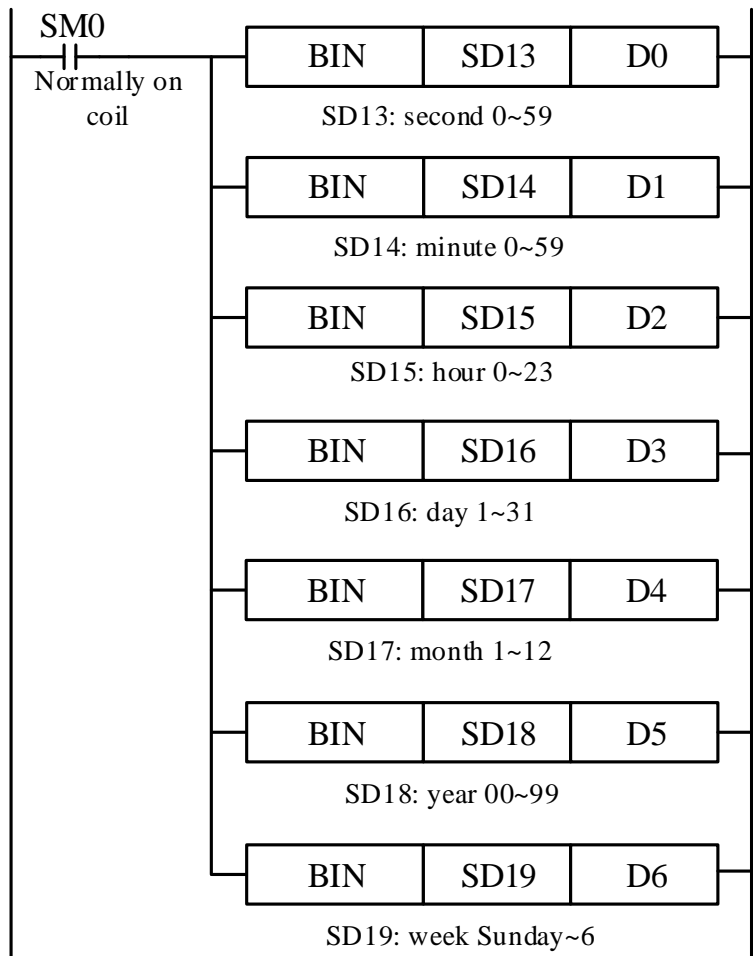 SM0
Normally on
coil
BIN SD13 D0
SD13: second 0~59
BIN SD14 D1
SD14: minute 0~59
BIN SD15 D2
SD15: hour 0~23
BIN SD16 D3
SD16: day 1~31
BIN SD17 D4
SD17: month 1~12
BIN SD18 D5
SD18: year 00~99
BIN SD19 D6
SD19: week Sunday~6